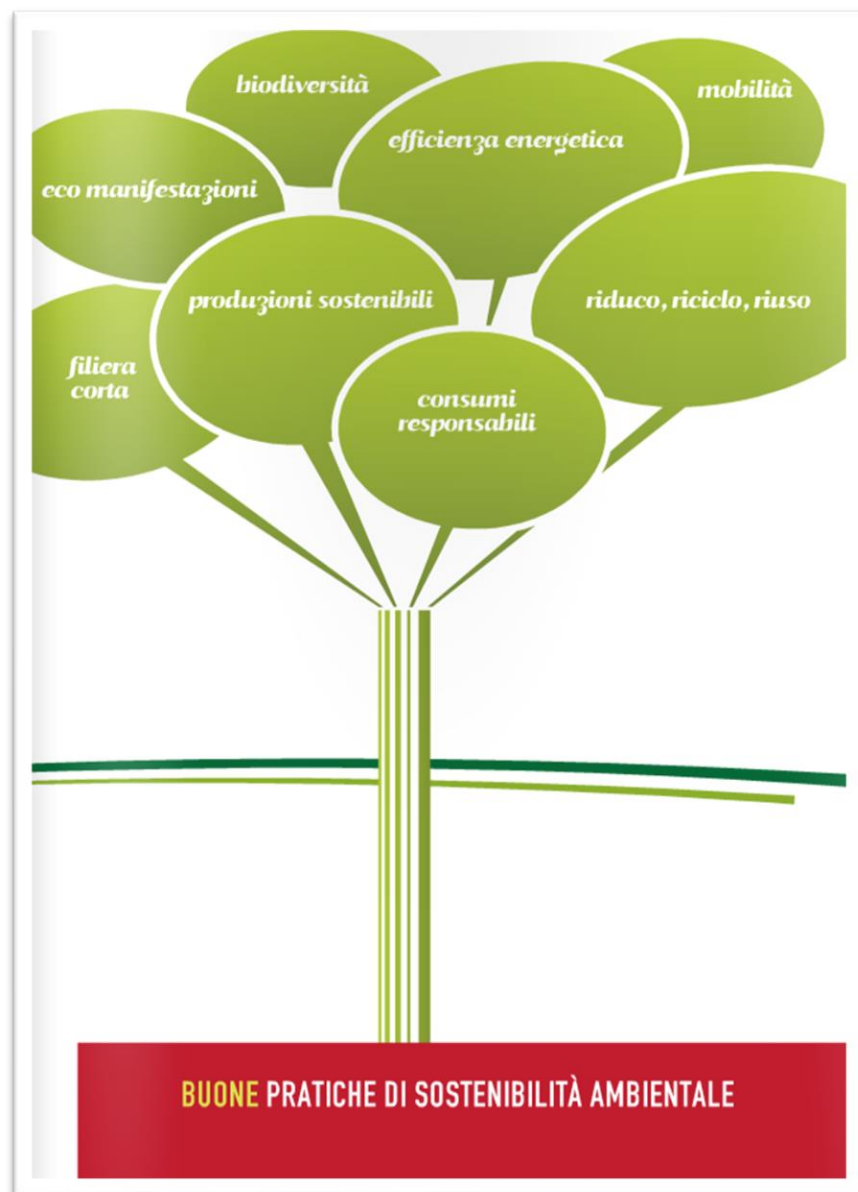 biodiversità
mobilità
efficienza energetica
eco manifestazioni
produzioni sostenibili
riduco, riciclo, riuso
filiera
corta
consumi
responsabili
BUONE PRATICHE DI SOSTENIBILITÀ AMBIENTALE